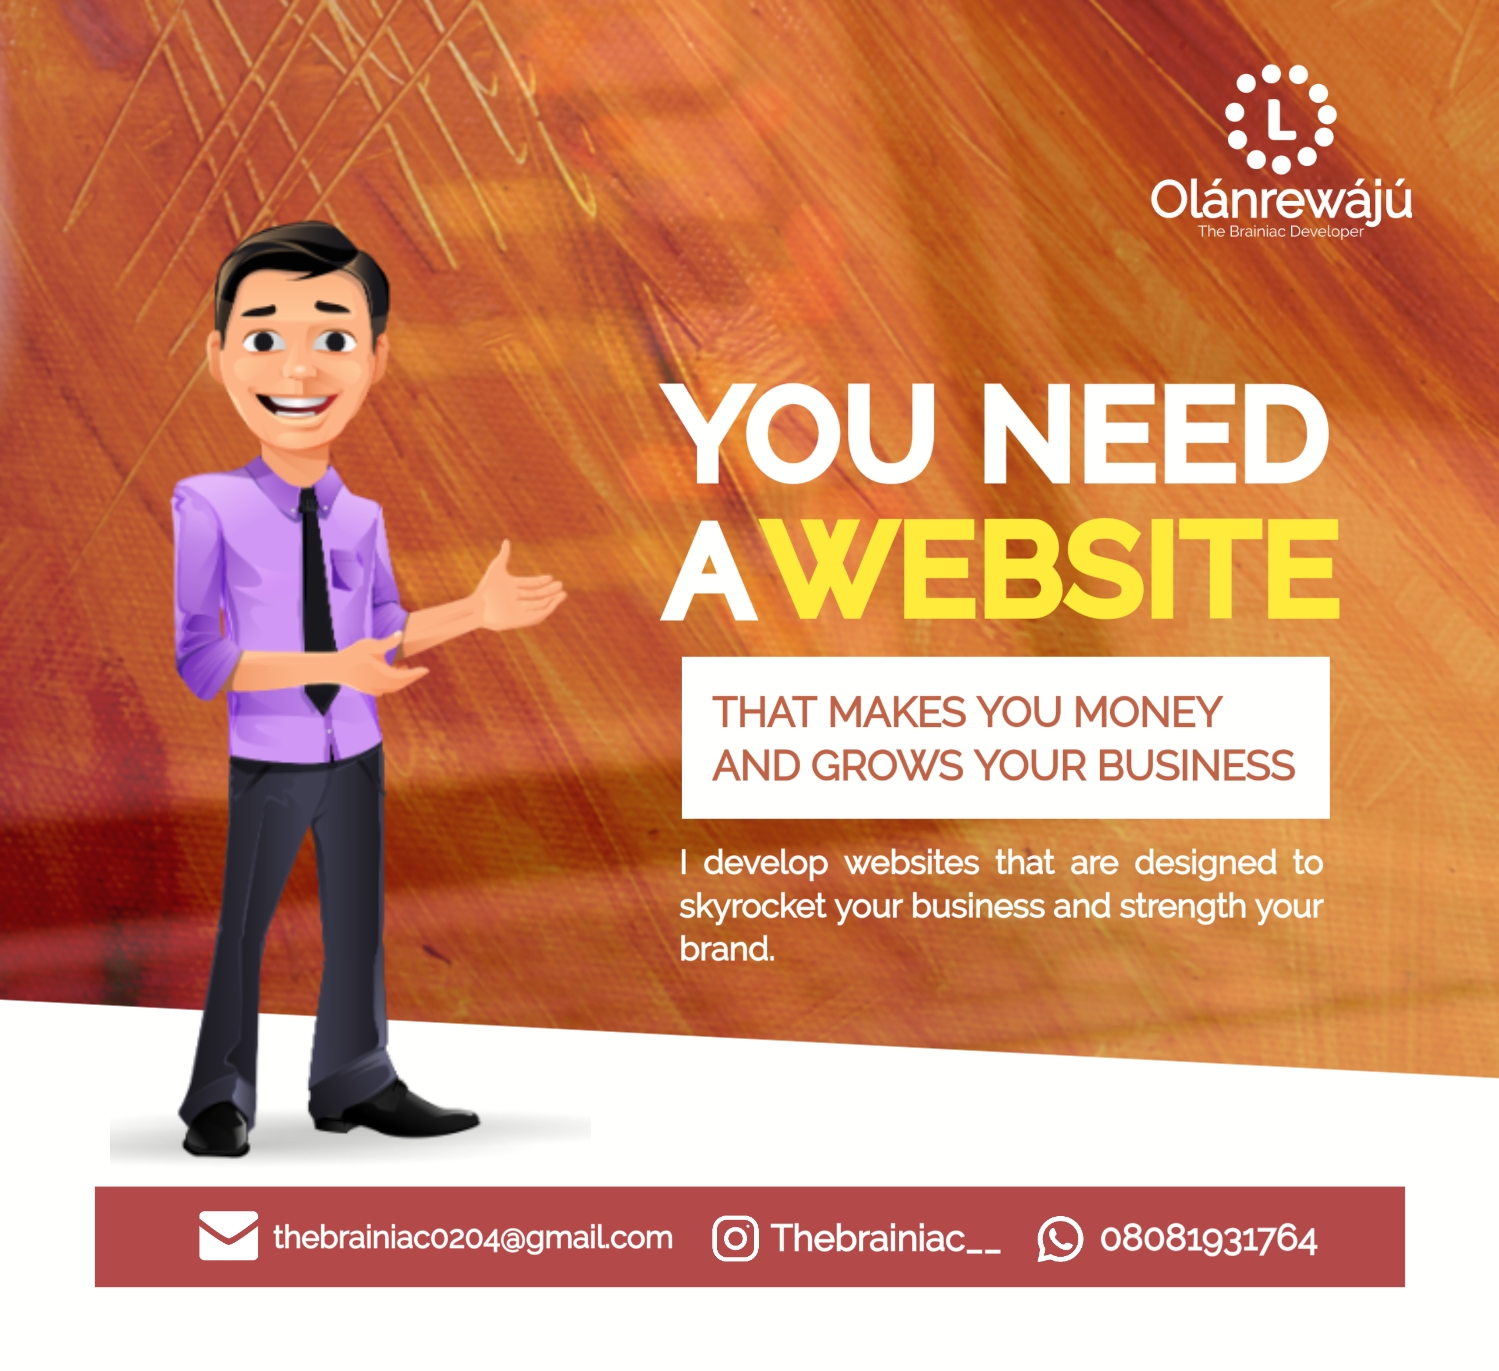 L
Olánrewájú
The Brainiac Developer
YOU NEED
A WEBSITE
THAT MAKES YOU MONEY
AND GROWS YOUR BUSINESS
I develop websites that are designed to
skyrocket your business and strength your
brand.
thebrainiac0204@gmail.com Thebrainiac__ 08081931764